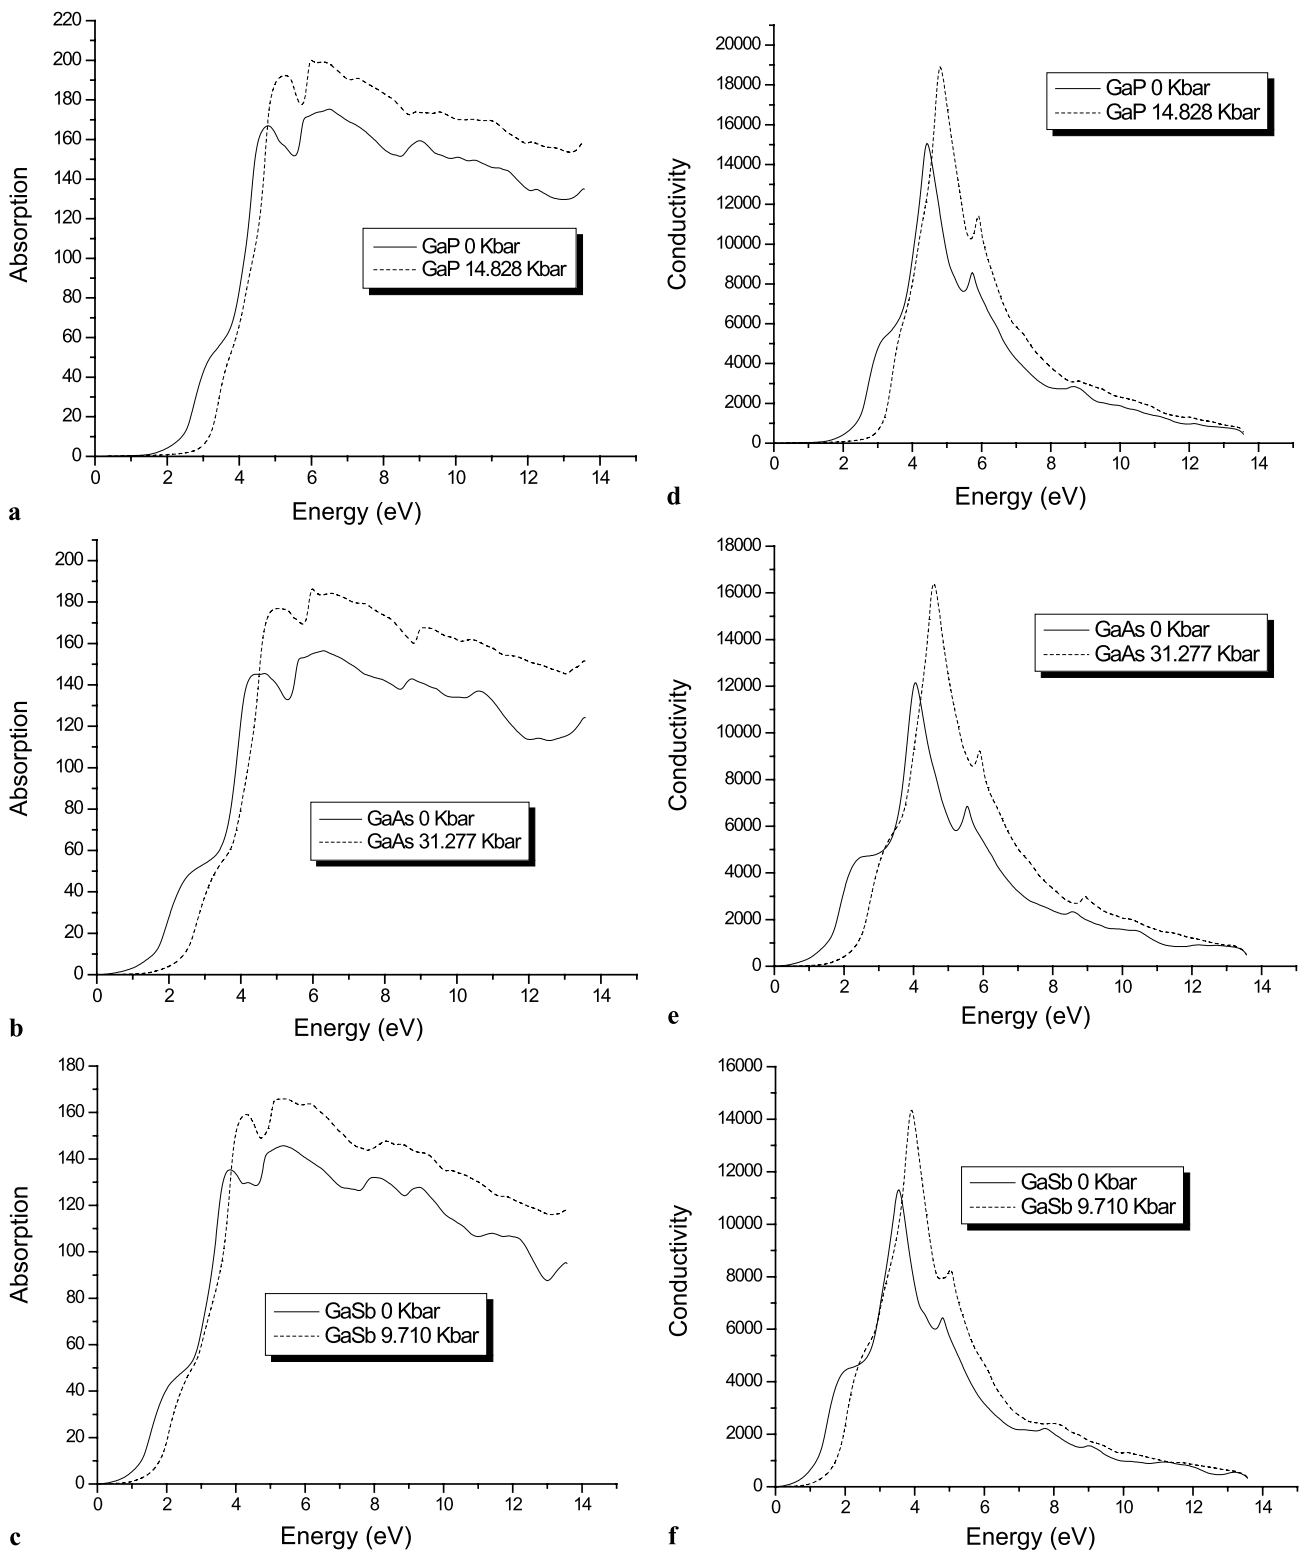 220
200
180
160
140
120
100
80
60
40
20
0
Absorption
GaP 0 Kbar
GaP 14.828 Kbar
0 2 4 6 8 10 12 14
Energy (eV)
a
20000
18000
16000
14000
12000
10000
8000
6000
4000
2000
0
Conductivity
GaP 0 Kbar
GaP 14.828 Kbar
0 2 4 6 8 10 12 14
Energy (eV)
d
200
180
160
140
120
100
80
60
40
20
0
Absorption
GaAs 0 Kbar
GaAs 31.277 Kbar
0 2 4 6 8 10 12 14
Energy (eV)
b
18000
16000
14000
12000
10000
8000
6000
4000
2000
0
Conductivity
GaAs 0 Kbar
GaAs 31.277 Kbar
0 2 4 6 8 10 12 14
Energy (eV)
e
180
160
140
120
100
80
60
40
20
0
Absorption
GaSb 0 Kbar
GaSb 9.710 Kbar
0 2 4 6 8 10 12 14
Energy (eV)
c
16000
14000
12000
10000
8000
6000
4000
2000
0
Conductivity
GaSb 0 Kbar
GaSb 9.710 Kbar
0 2 4 6 8 10 12 14
Energy (eV)
f